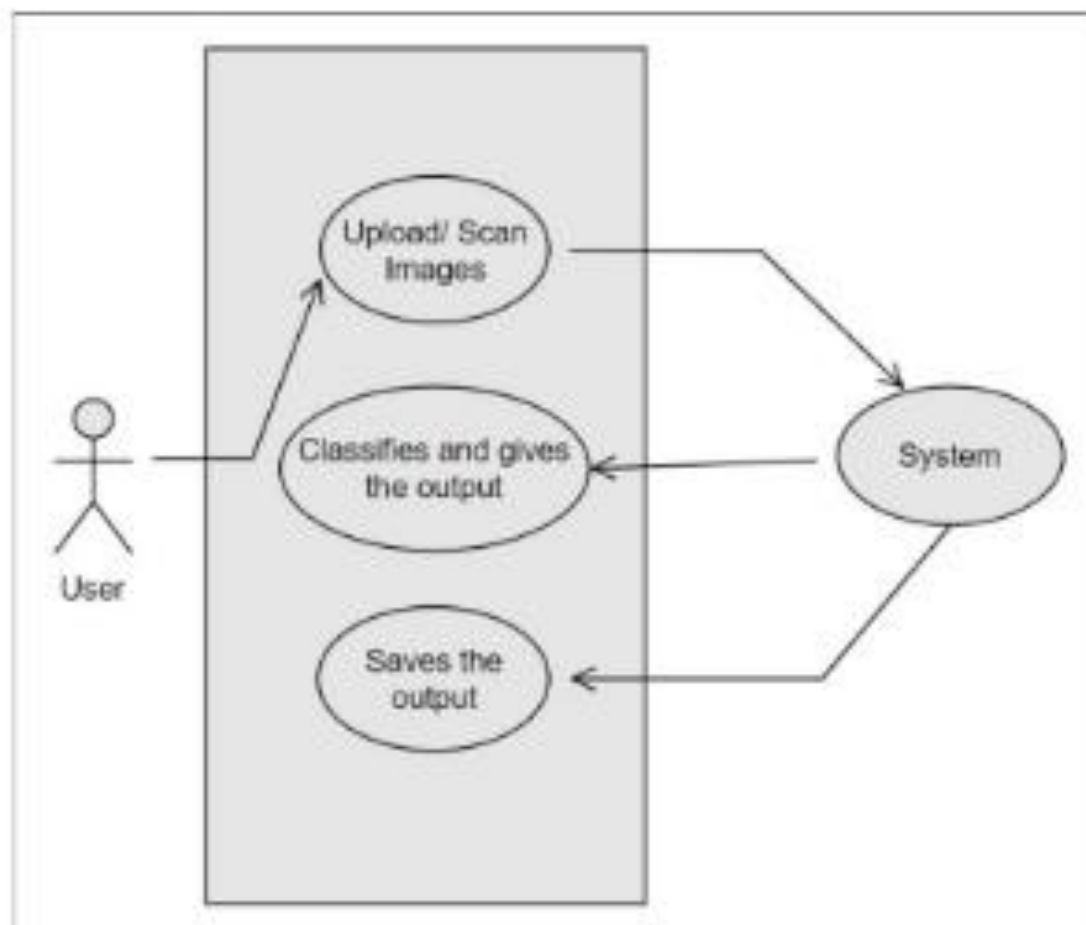 Upload/ Scan
Images
Classifies and gives
the output
System
User
Saves the
output